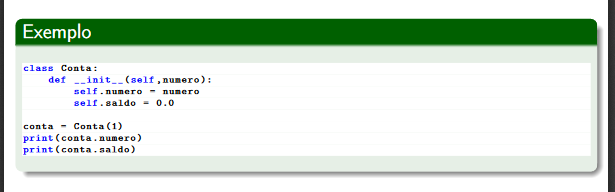 Exemplo
class Conta:
    def __init__(self,numero):
        self.numero = numero
        self.saldo = 0.0
conta = Conta(1)
print(conta.numero)
print(conta.saldo)